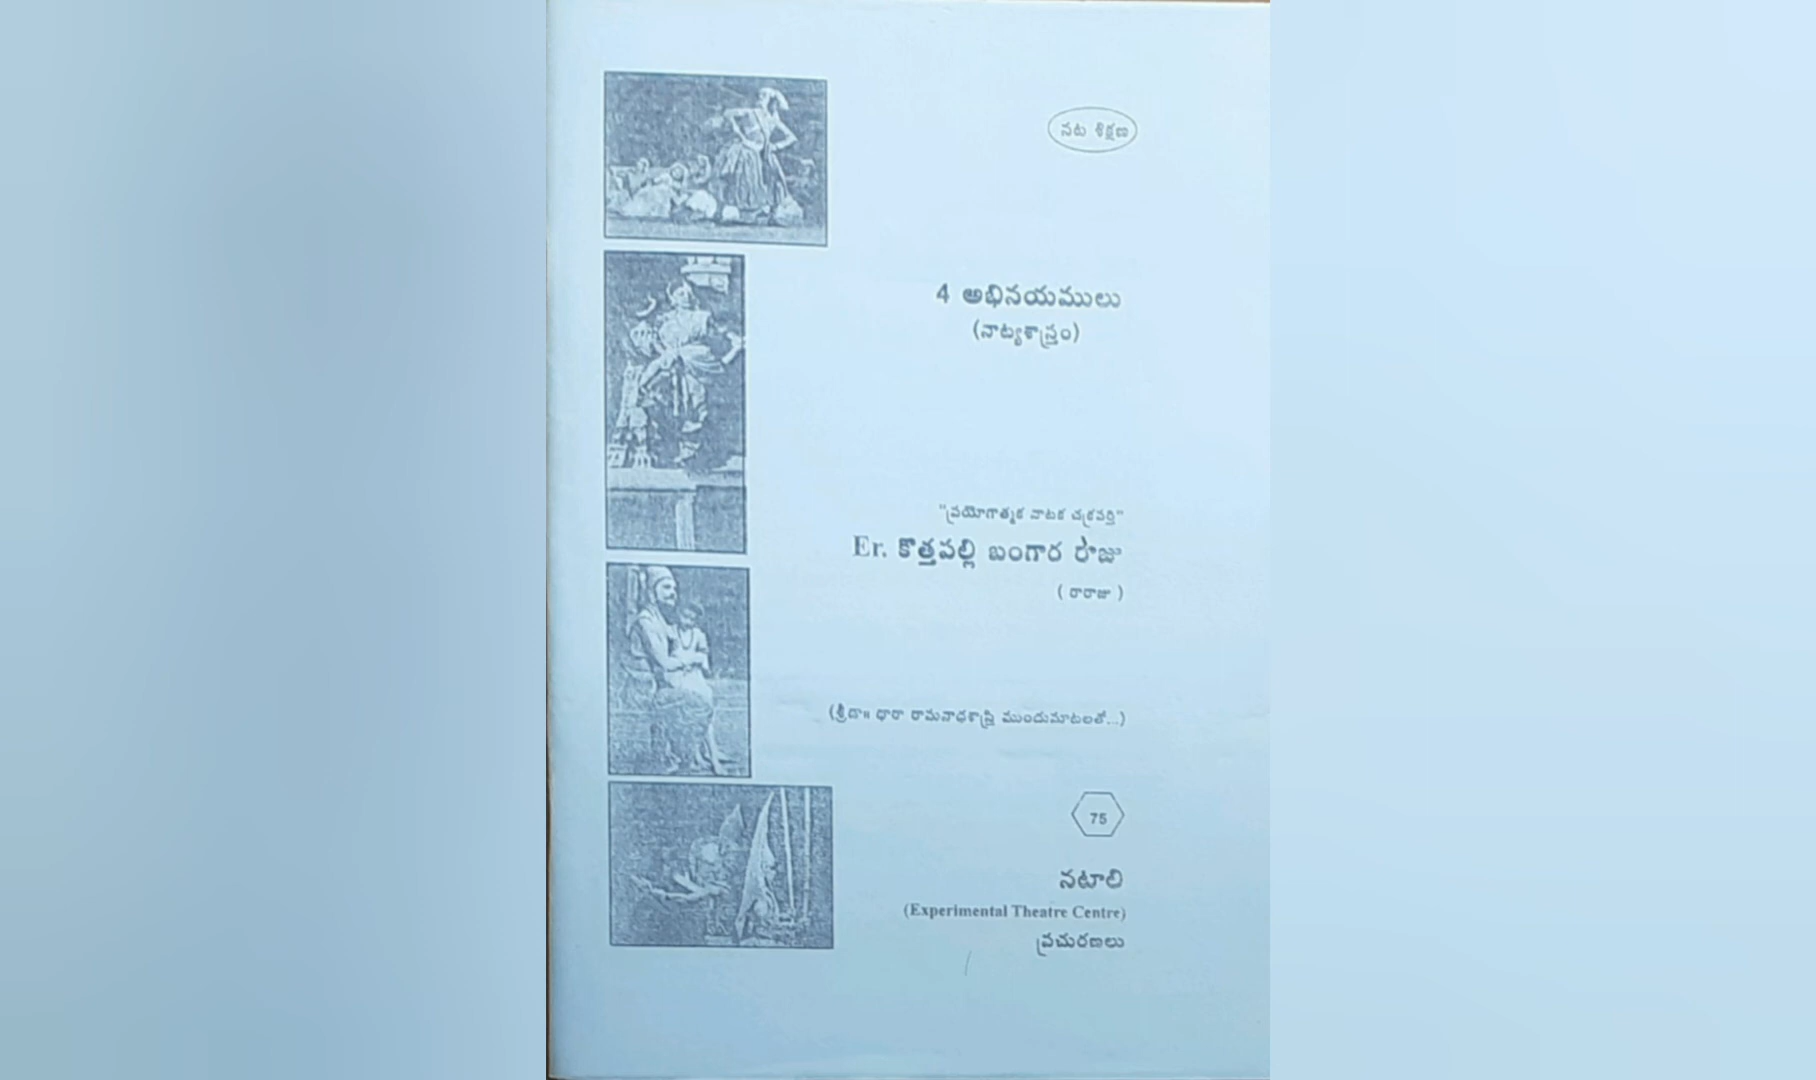 నట శిక్షణ
4 అభినయములు
(నాట్యశాస్త్రం)
"ప్రయోగాత్మక నాటక చక్రవర్తి"
Er. కొత్తపల్లి బంగార రాజు
( రారాజు )
(శ్రీ ధారా రామనాధశాస్త్రి ముందుమాటలతో...)
75
నటాలి
(Experimental Theatre Centre)
ప్రచురణలు